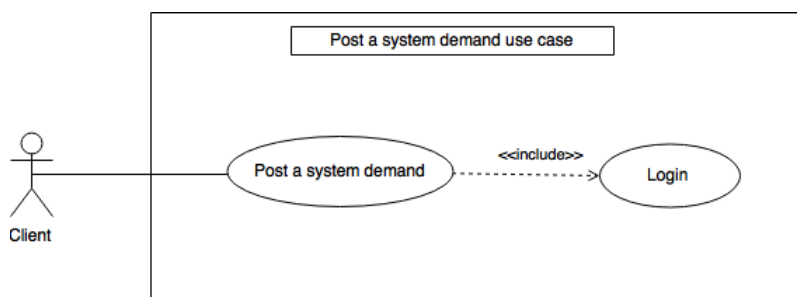 Post a system demand use case
<<include>>
Post a system demand
Login
Client